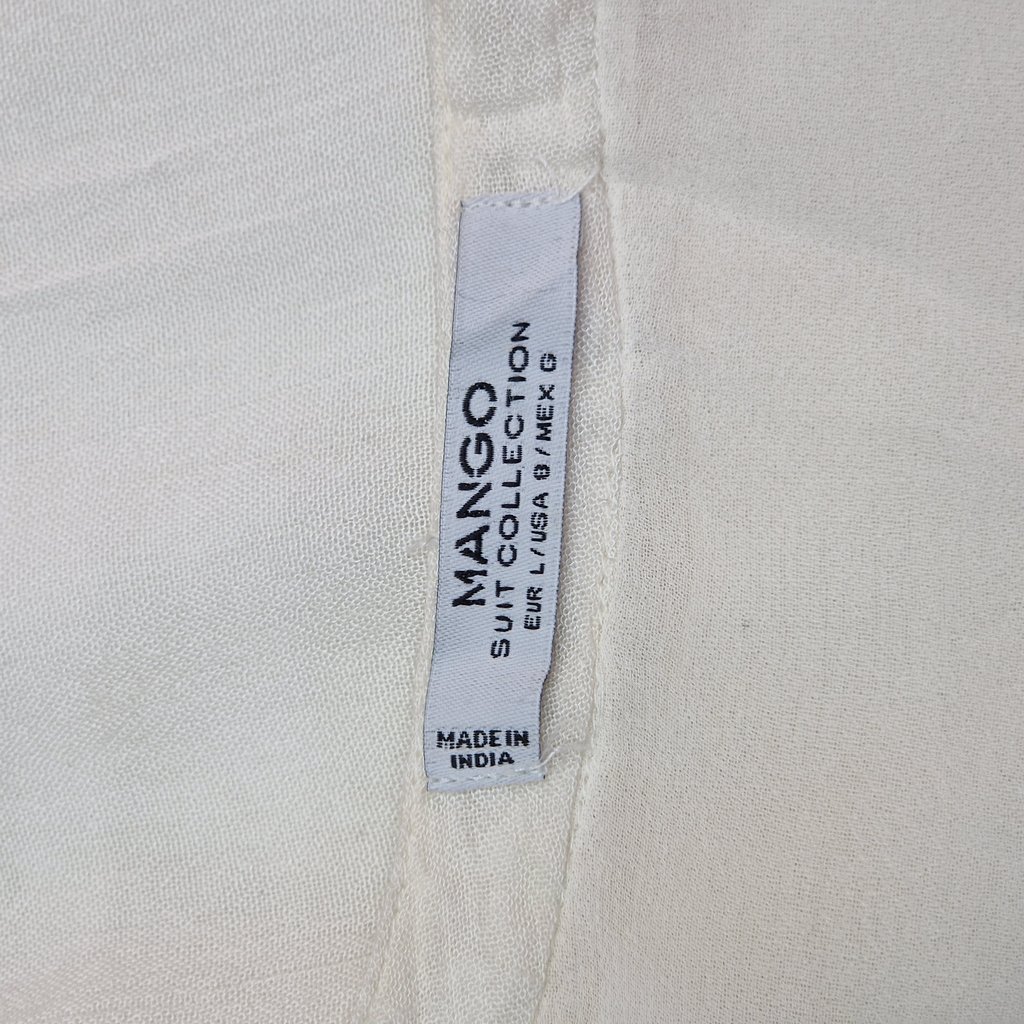 MANGO
SUIT COLLECTION
EUR L / USA 8 / MEX G
MADE IN
INDIA